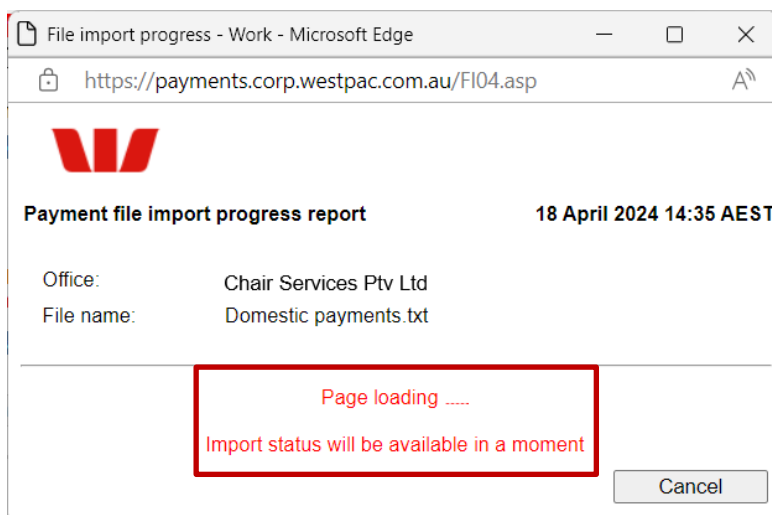 File import progress - Work - Microsoft Edge
https://payments.corp.westpac.com.au/FI04.asp
Payment file import progress report 18 April 2024 14:35 AEST
Office: Chair Services Ptv Ltd
File name: Domestic payments.txt
Page loading .....
Import status will be available in a moment
Cancel